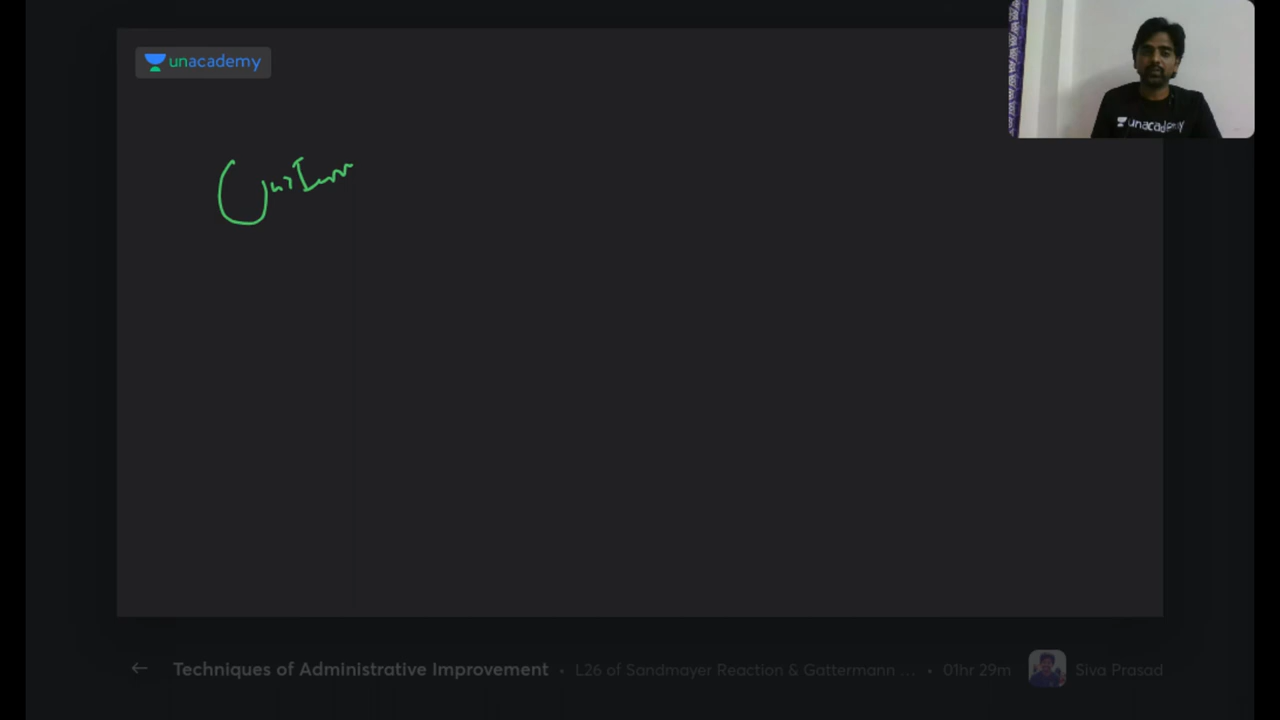 unacademy
unacademy
← Techniques of Administrative Improvement • L26 of Sandmayer Reaction & Gattermann ... • 01hr 29m Siva Prasad